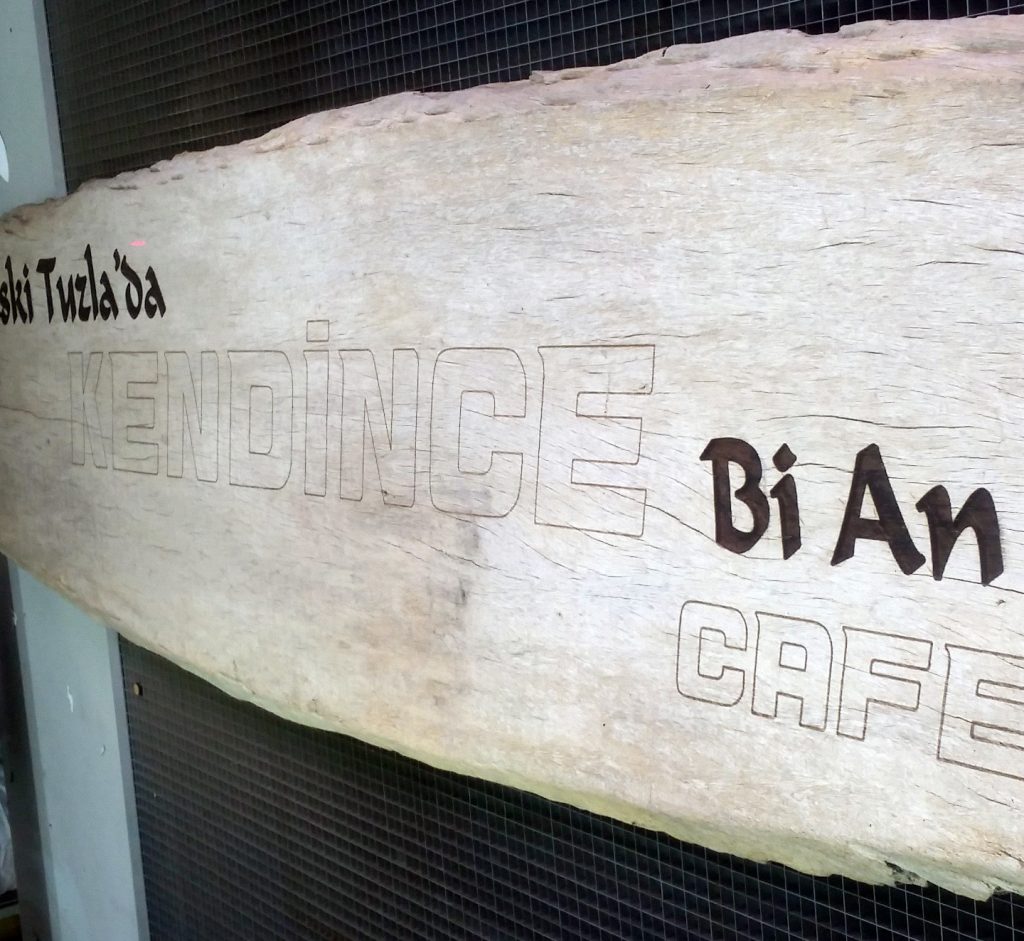 ski Tuzla'da
KENDİNCE
Bi An
CAFE